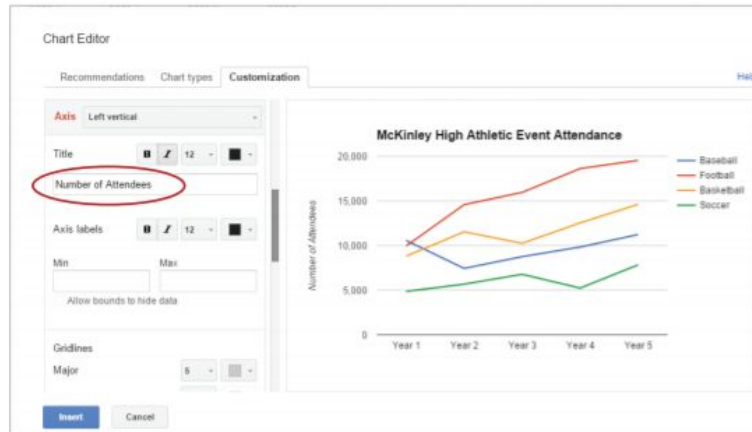 Chart Editor
Recommendations Chart types Customization
Axis Left vertical
Title B I 12
Number of Attendees
Axis labels B I 12
Min Max
Allow bounds to hide data
Gridlines
Major 5
McKinley High Athletic Event Attendance
20,000
15,000
10,000
5,000
0
Number of Attendees
Year 1 Year 2 Year 3 Year 4 Year 5
Baseball
Football
Basketball
Soccer
Insert Cancel